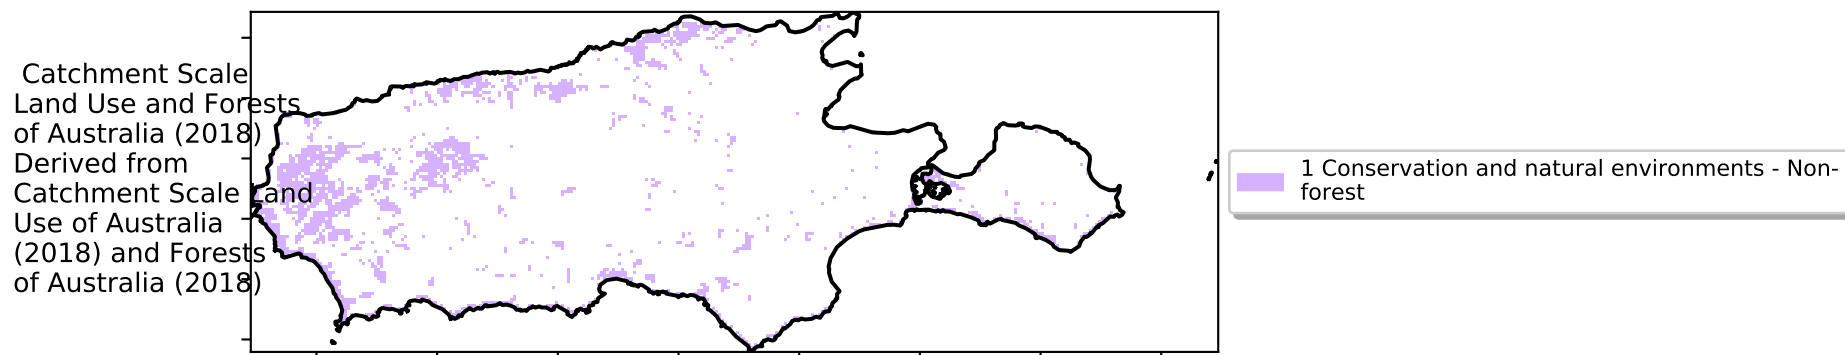 Catchment Scale
Land Use and Forests
of Australia (2018)
Derived from
Catchment Scale Land
Use of Australia
(2018) and Forests
of Australia (2018)
1 Conservation and natural environments - Non-
forest